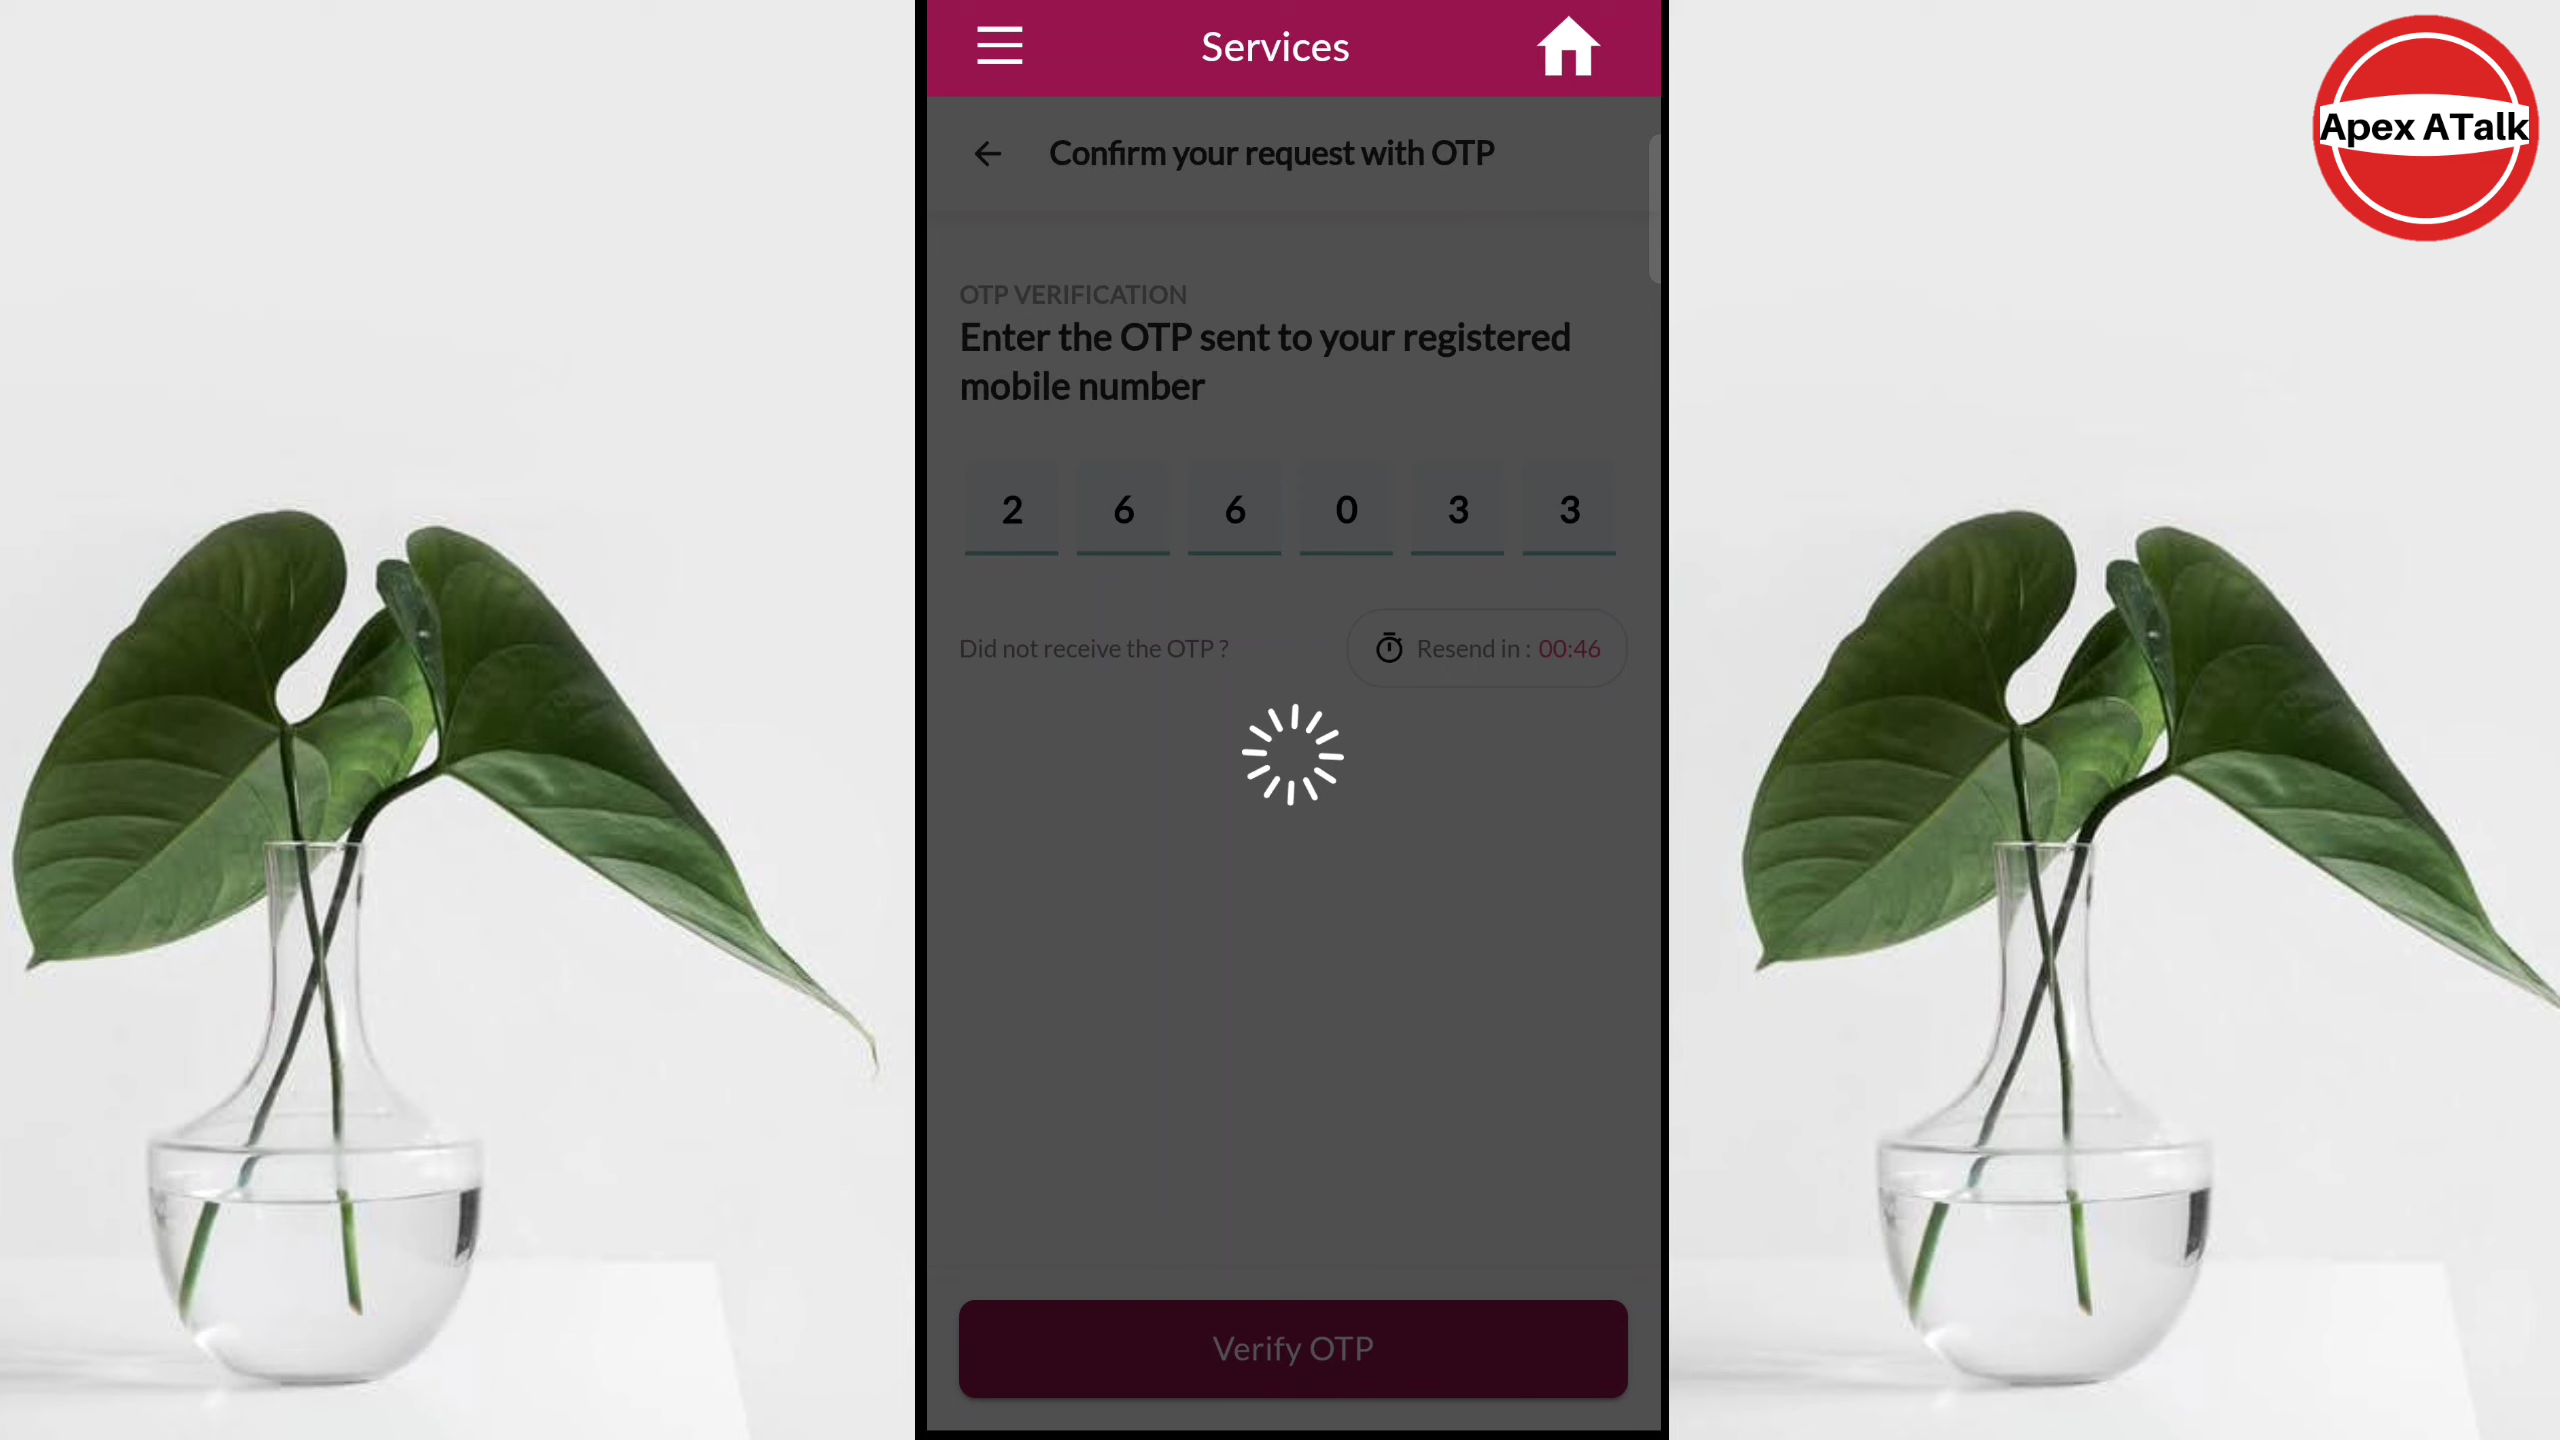 Services
Apex ATalk
Confirm your request with OTP
OTP VERIFICATION
Enter the OTP sent to your registered
mobile number
2 6 6 0 3 3
Did not receive the OTP ?
Resend in : 00:46
Verify OTP